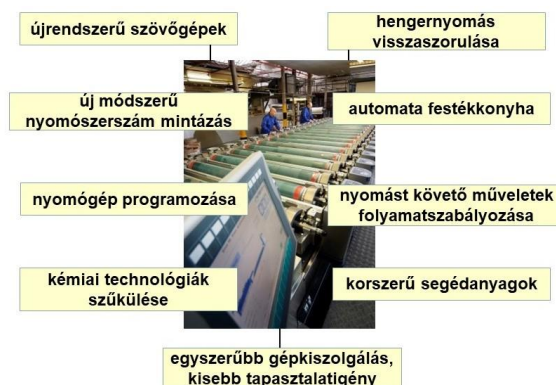 újrendszerű szövőgépek
hengernyomás
visszaszorulása
új módszerű
nyomószerszám mintázás
automata festékkonyha
nyomógép programozása
nyomást követő műveletek
folyamatszabályozása
kémiai technológiák
szűkülése
korszerű segédanyagok
egyszerűbb gépkiszolgálás,
kisebb tapasztalatigény